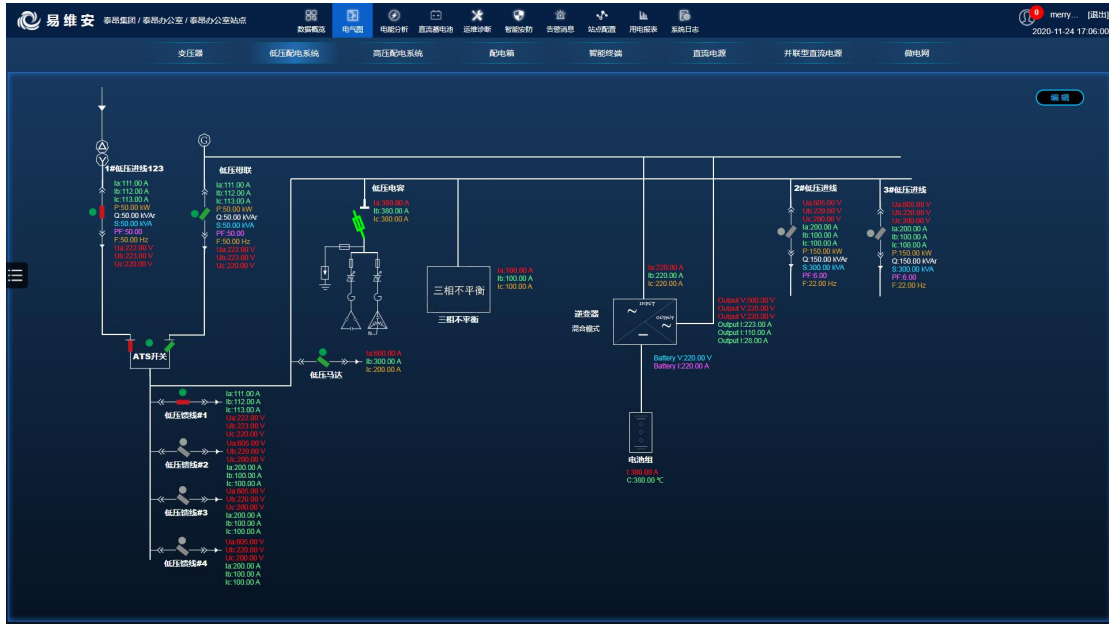 易维安 泰昂集团 / 泰昂办公室 / 泰昂办公室站点
数据概览 电气图 电能分析 直流蓄电池 运维诊断 智能安防 告警消息 站点配置 用电报表 系统日志
0 merry... [退出]
2020-11-24 17:06:00
变压器 低压配电系统 高压配电系统 配电箱 智能终端 直流电源 并联型直流电源 微电网
编辑
G
1#低压进线123
Ia:111.00 A
Ib:112.00 A
Ic:113.00 A
P:50.00 kW
Q:50.00 kVAr
S:50.00 kVA
PF:50.00
F:50.00 Hz
Ua:222.00 V
Ub:223.00 V
Uc:220.00 V
低压母联
Ia:111.00 A
Ib:112.00 A
Ic:113.00 A
P:50.00 kW
Q:50.00 kVAr
S:50.00 kVA
PF:50.00
F:50.00 Hz
Ua:222.00 V
Ub:223.00 V
Uc:220.00 V
低压电容
Ia:380.00 A
Ib:380.00 A
Ic:380.00 A
三相不平衡
Ia:100.00 A
Ib:100.00 A
Ic:100.00 A
三相不平衡
2#低压进线
Ua:605.00 V
Ub:220.00 V
Uc:200.00 V
Ia:200.00 A
Ib:100.00 A
Ic:100.00 A
P:150.00 kW
Q:150.00 kVAr
S:300.00 kVA
PF:6.00
F:22.00 Hz
3#低压进线
Ua:605.00 V
Ub:220.00 V
Uc:200.00 V
Ia:200.00 A
Ib:100.00 A
Ic:100.00 A
P:150.00 kW
Q:150.00 kVAr
S:300.00 kVA
PF:6.00
F:22.00 Hz
Ia:220.00 A
Ib:220.00 A
Ic:220.00 A
逆变器
混合模式
INPUT
OUTPUT
Output V:500.00 V
Output V:220.00 V
Output V:220.00 V
Output I:223.00 A
Output I:110.00 A
Output I:28.00 A
Battery V:220.00 V
Battery I:220.00 A
电池组
I:380.00 A
C:380.00 ℃
ATS开关
低压马达
Ia:600.00 A
Ib:300.00 A
Ic:200.00 A
低压馈线#1
Ia:111.00 A
Ib:112.00 A
Ic:113.00 A
Ua:222.00 V
Ub:223.00 V
Uc:220.00 V
低压馈线#2
Ua:605.00 V
Ub:220.00 V
Uc:200.00 V
Ia:200.00 A
Ib:100.00 A
Ic:100.00 A
低压馈线#3
Ua:605.00 V
Ub:220.00 V
Uc:200.00 V
Ia:200.00 A
Ib:100.00 A
Ic:100.00 A
低压馈线#4
Ua:605.00 V
Ub:220.00 V
Uc:200.00 V
Ia:200.00 A
Ib:100.00 A
Ic:100.00 A